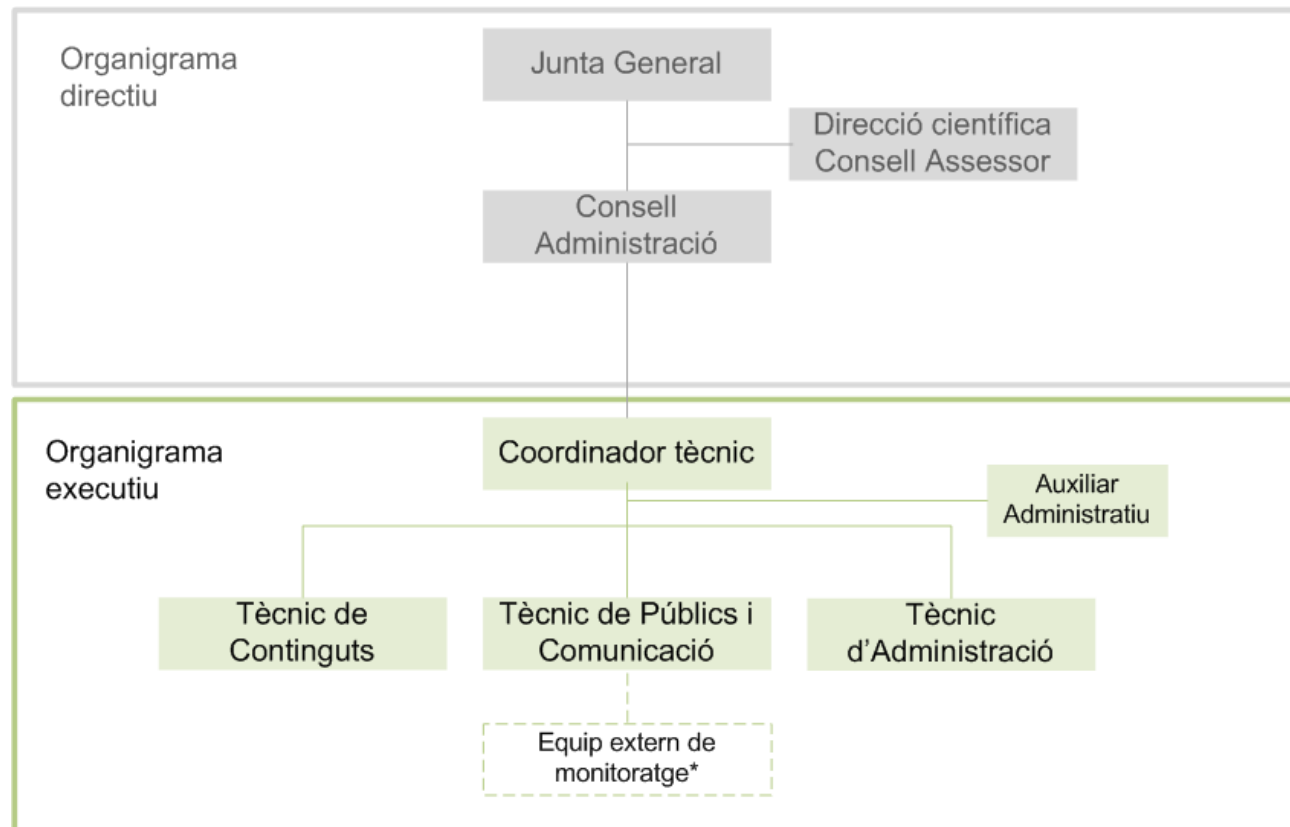 Organigrama
directiu
Junta General
Direcció científica
Consell Assessor
Consell
Administració
Organigrama
executiu
Coordinador tècnic
Auxiliar
Administratiu
Tècnic de
Continguts
Tècnic de Públics i
Comunicació
Tècnic
d’Administració
Equip extern de
monitoratge*